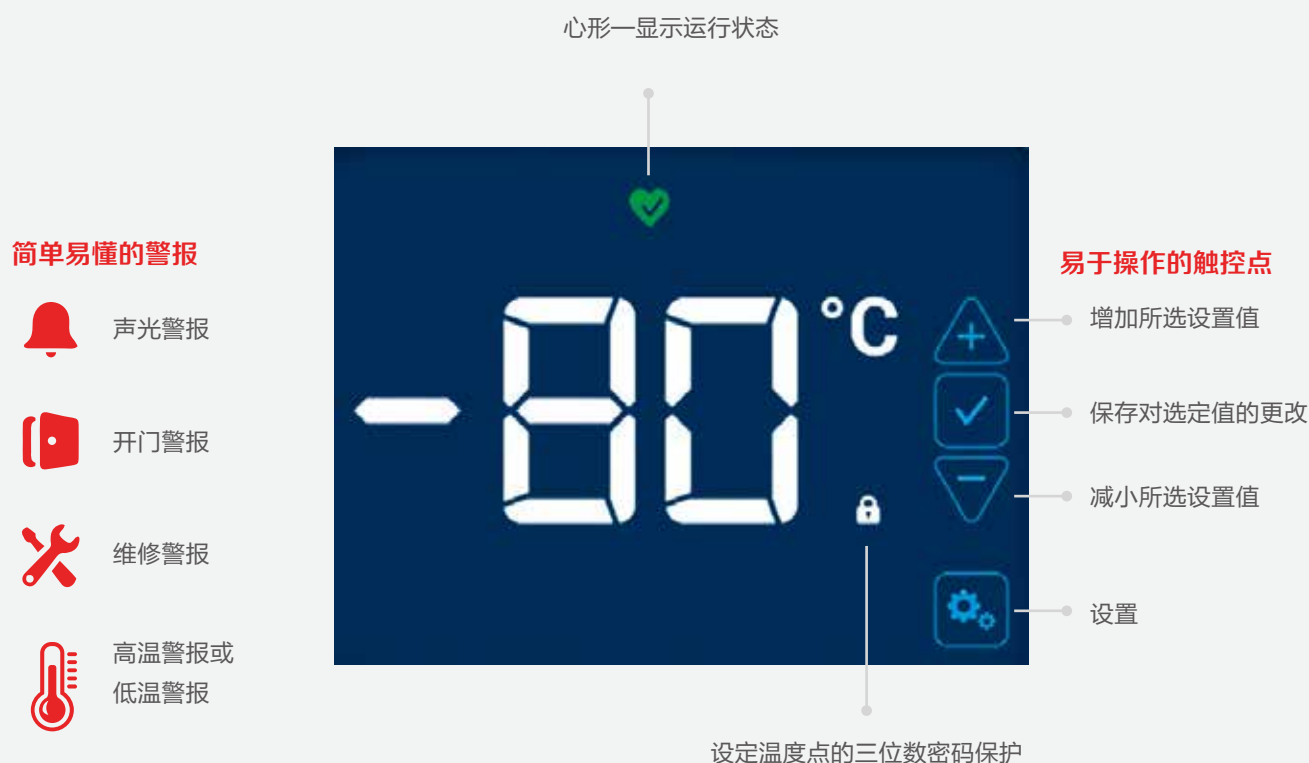 心形—显示运行状态
简单易懂的警报
声光警报
开门警报
维修警报
高温警报或
低温警报
-80 °C
易于操作的触控点
增加所选设置值
保存对选定值的更改
减小所选设置值
设置
设定温度点的三位数密码保护